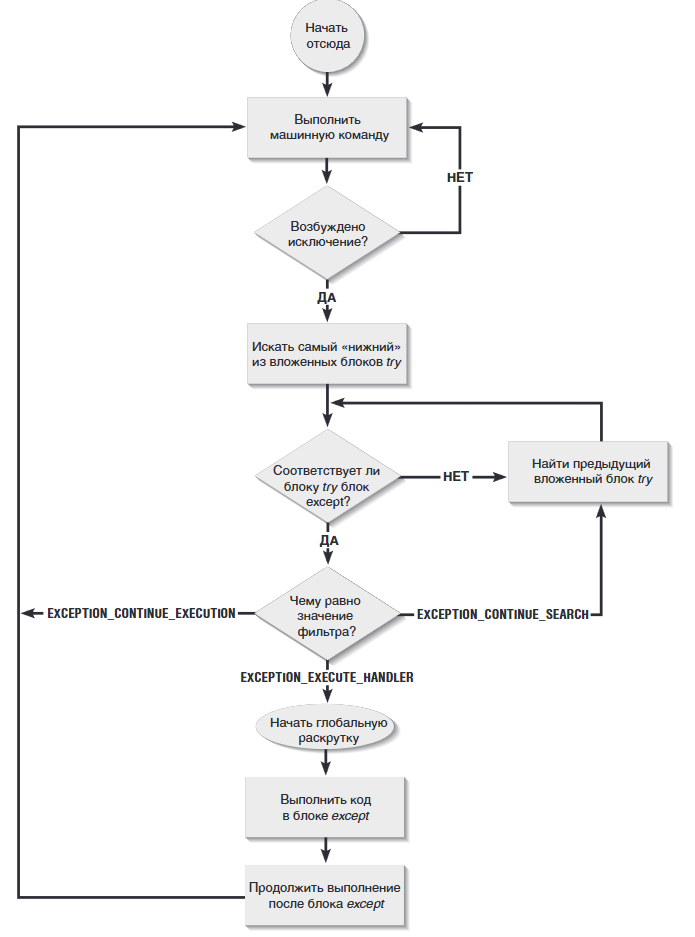 Начать
отсюда
Выполнить
машинную команду
НЕТ
Возбуждено
исключение?
ДА
Искать самый «нижний»
из вложенных блоков try
Соответствует ли
блоку try блок
except?
НЕТ
Найти предыдущий
вложенный блок try
ДА
Чему равно
значение
фильтра?
EXCEPTION_CONTINUE_EXECUTION
EXCEPTION_CONTINUE_SEARCH
EXCEPTION_EXECUTE_HANDLER
Начать глобальную
раскрутку
Выполнить код
в блоке except
Продолжить выполнение
после блока except